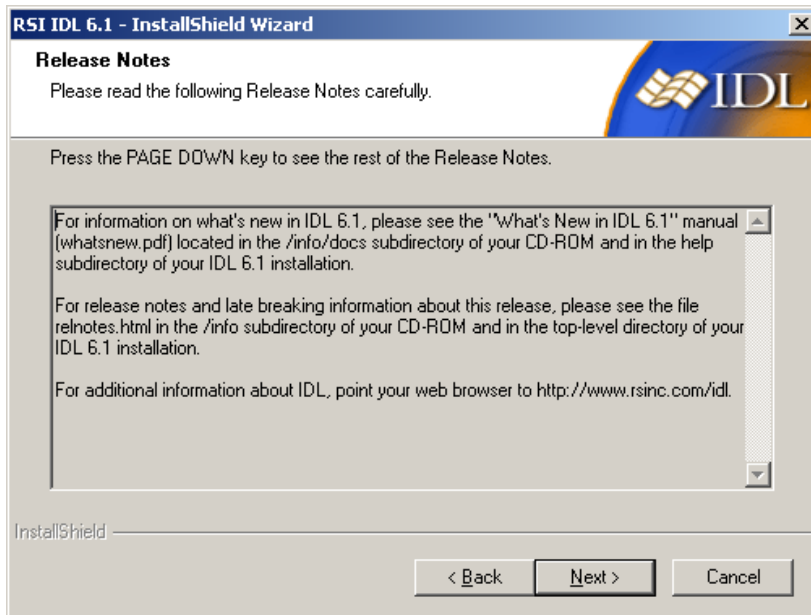 RSI IDL 6.1 - InstallShield Wizard
Release Notes
Please read the following Release Notes carefully.
IDL
Press the PAGE DOWN key to see the rest of the Release Notes.
For information on what's new in IDL 6.1, please see the "What's New in IDL 6.1" manual
(whatsnew.pdf) located in the /info/docs subdirectory of your CD-ROM and in the help
subdirectory of your IDL 6.1 installation.
For release notes and late breaking information about this release, please see the file
relnotes.html in the /info subdirectory of your CD-ROM and in the top-level directory of your
IDL 6.1 installation.
For additional information about IDL, point your web browser to http://www.rsinc.com/idl.
InstallShield
< Back
Next >
Cancel